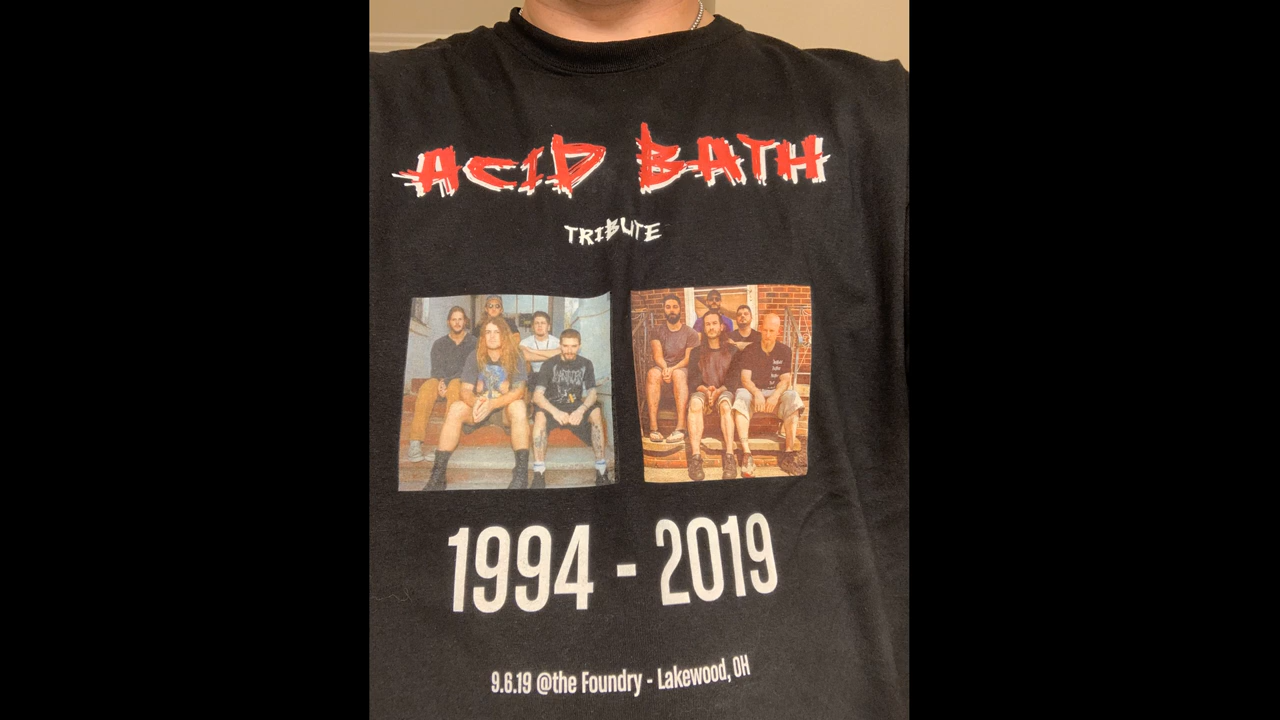 ACID BATH
TRIBUTE
1994 - 2019
9.6.19 @the Foundry - Lakewood, OH